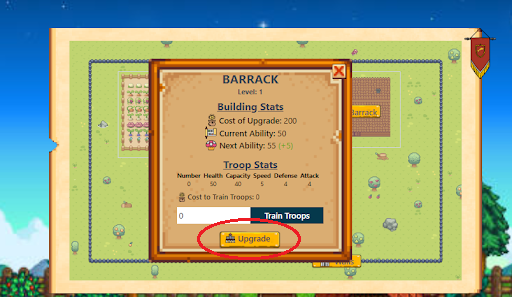 BARRACK
Level: 1
Building Stats
Cost of Upgrade: 200
Current Ability: 50
Next Ability: 55 (+5)
Barrack
Troop Stats
Number Health Capacity Speed Defense Attack
0 50 40 5 4 4
Cost to Train Troops: 0
0 Train Troops
Upgrade